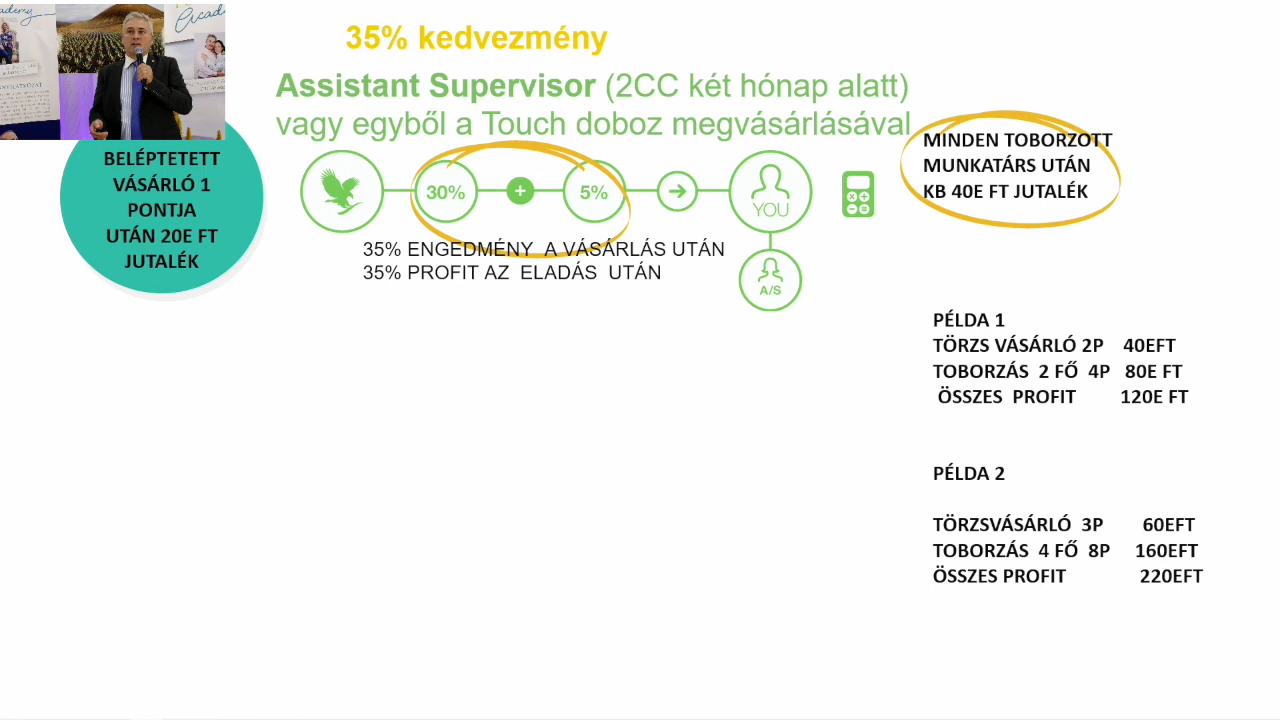 35% kedvezmény
Assistant Supervisor (2CC két hónap alatt)
vagy egyből a Touch doboz megvásárlásával
BELÉPTETETT
VÁSÁRLÓ 1
PONTJA
UTÁN 20E FT
JUTALÉK
30%
+
5%
YOU
A/S
35% ENGEDMÉNY A VÁSÁRLÁS UTÁN
35% PROFIT AZ ELADÁS UTÁN
MINDEN TOBORZOTT
MUNKATÁRS UTÁN
KB 40E FT JUTALÉK
PÉLDA 1
TÖRZS VÁSÁRLÓ 2P 40EFT
TOBORZÁS 2 FŐ 4P 80E FT
ÖSSZES PROFIT 120E FT
PÉLDA 2
TÖRZSVÁSÁRLÓ 3P 60EFT
TOBORZÁS 4 FŐ 8P 160EFT
ÖSSZES PROFIT 220EFT